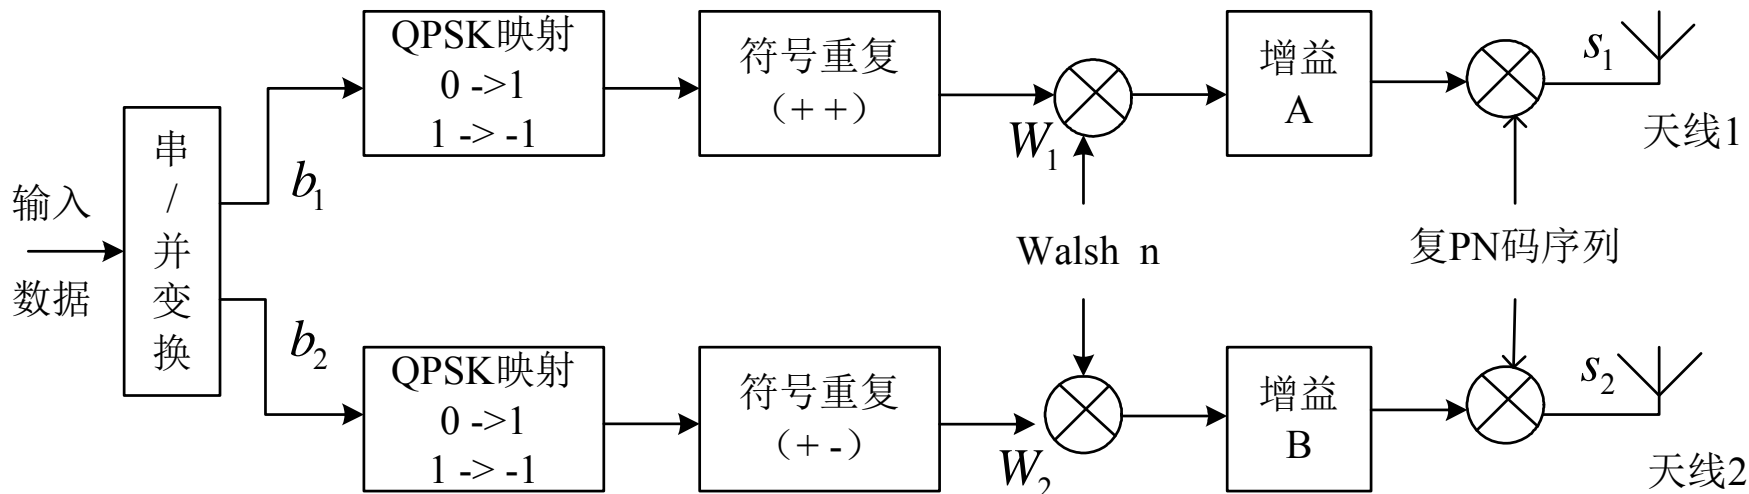 输入
数据
串
/
并
变
换
b₁
b₂
QPSK映射
0 ->1
1 -> -1
符号重复
（+ +）
W₁
增益
A
s₁
天线1
Walsh n
复PN码序列
QPSK映射
0 ->1
1 -> -1
符号重复
（+ -）
W₂
增益
B
s₂
天线2